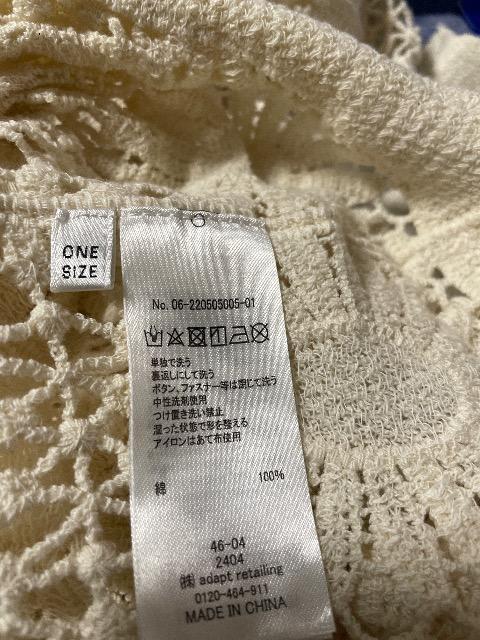 ONE
SIZE
No. 06-220505005-01
単独で洗う
裏返しにして洗う
ボタン、ファスナー等は閉じて洗う
中性洗剤使用
つけ置き洗い禁止
湿った状態で形を整える
アイロンはあて布使用
綿 100%
46-04
2404
㈱ adapt retailing
0120-464-911
MADE IN CHINA